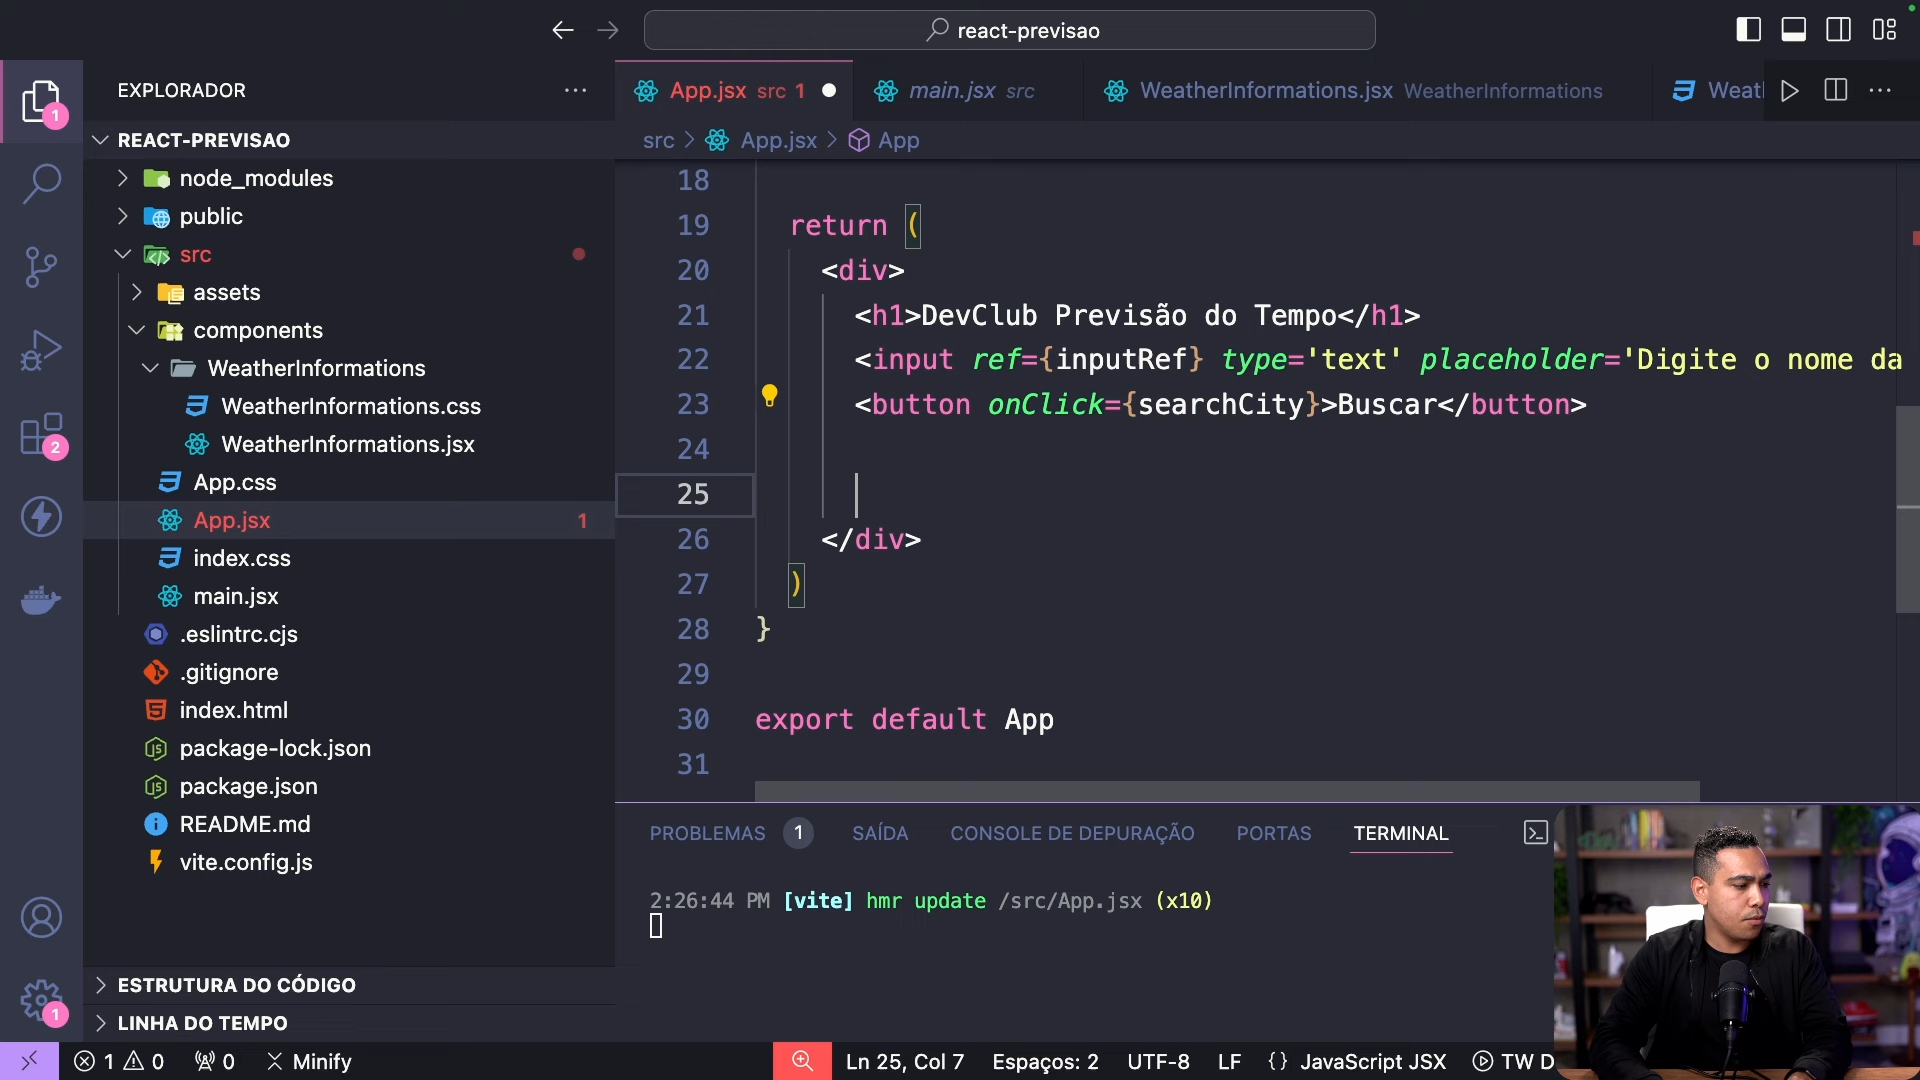 react-previsao
EXPLORADOR
App.jsx src 1
main.jsx src
WeatherInformations.jsx WeatherInformations
Weatl
REACT-PREVISAO
src > App.jsx > App
node_modules
public
src
assets
components
WeatherInformations
WeatherInformations.css
WeatherInformations.jsx
App.css
App.jsx 1
index.css
main.jsx
.eslintrc.cjs
.gitignore
index.html
package-lock.json
package.json
README.md
vite.config.js
ESTRUTURA DO CÓDIGO
LINHA DO TEMPO
1
2
1
18
19 return (
20 <div>
21 <h1>DevClub Previsão do Tempo</h1>
22 <input ref={inputRef} type='text' placeholder='Digite o nome da
23 <button onClick={searchCity}>Buscar</button>
24
25
26 </div>
27 )
28 }
29
30 export default App
31
PROBLEMAS 1 SAÍDA CONSOLE DE DEPURAÇÃO PORTAS TERMINAL
2:26:44 PM [vite] hmr update /src/App.jsx (x10)
1 0 0 Minify Ln 25, Col 7 Espaços: 2 UTF-8 LF {} JavaScript JSX TW D